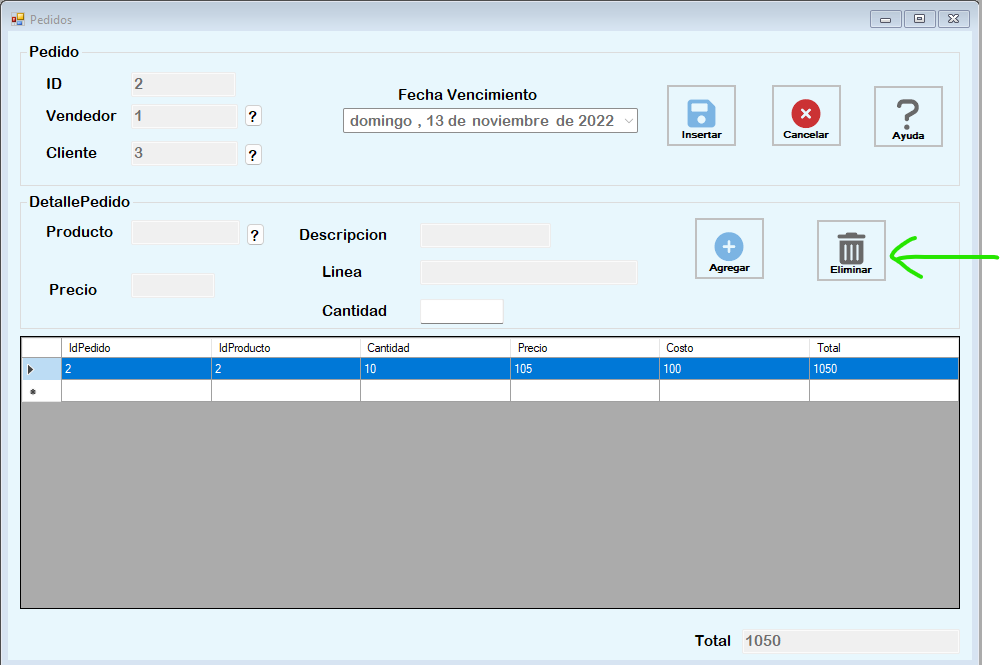 Pedidos
Pedido
ID 2
Vendedor 1 ?
Cliente 3 ?
Fecha Vencimiento
domingo , 13 de noviembre de 2022
Insertar
Cancelar
Ayuda
DetallePedido
Producto ?
Precio
Descripcion
Linea
Cantidad
Agregar
Eliminar
IdPedido IdProducto Cantidad Precio Costo Total
2 2 10 105 100 1050
Total 1050